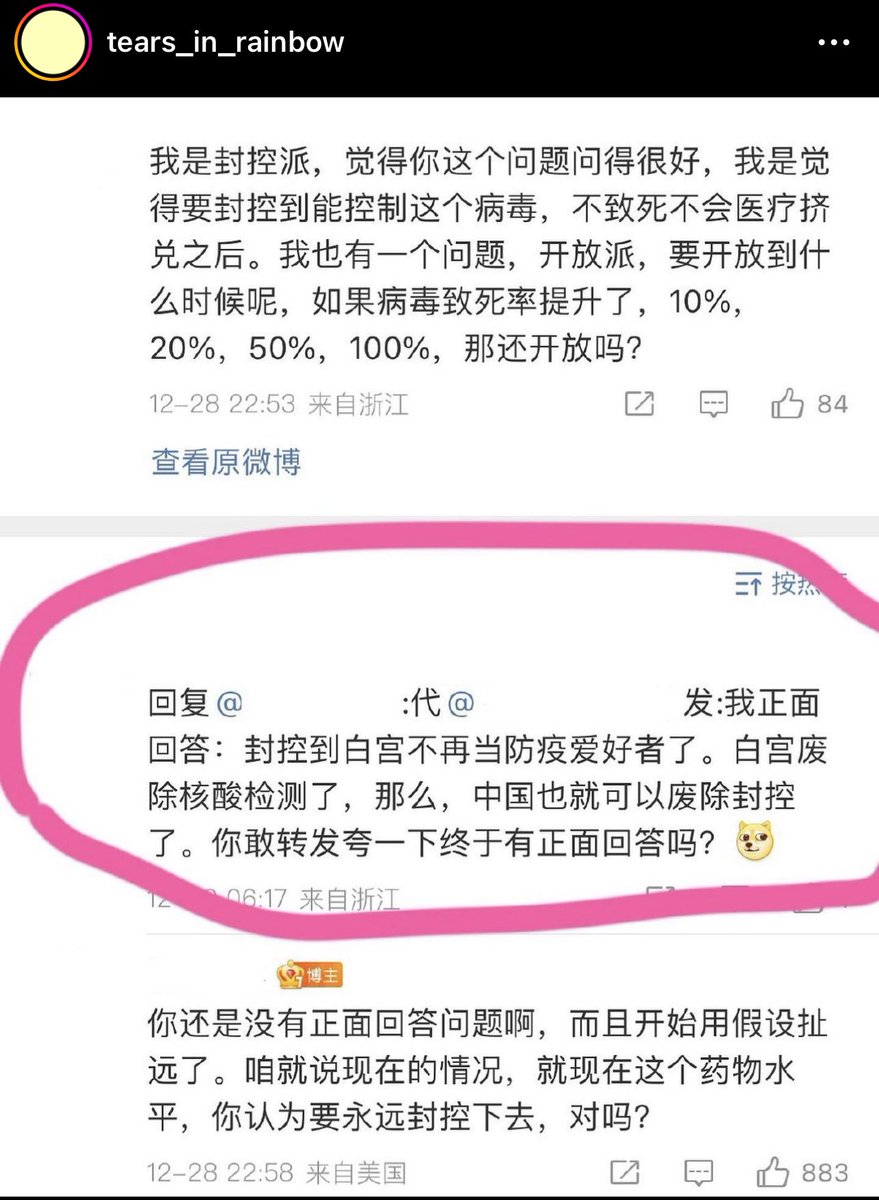 tears_in_rainbow
我是封控派，觉得你这个问题问得很好，我是觉
得要封控到能控制这个病毒，不致死不会医疗挤
兑之后。我也有一个问题，开放派，要开放到什
么时候呢，如果病毒致死率提升了，10%，
20%，50%，100%，那还开放吗？
12-28 22:53 来自浙江 84
查看原微博
按热
回复@ :代@ 发:我正面
回答：封控到白宫不再当防疫爱好者了。白宫废
除核酸检测了，那么，中国也就可以废除封控
了。你敢转发夸一下终于有正面回答吗？
06:17 来自浙江
博主
你还是没有正面回答问题啊，而且开始用假设扯
远了。咱就说现在的情况，就现在这个药物水
平，你认为要永远封控下去，对吗？
12-28 22:58 来自美国 883